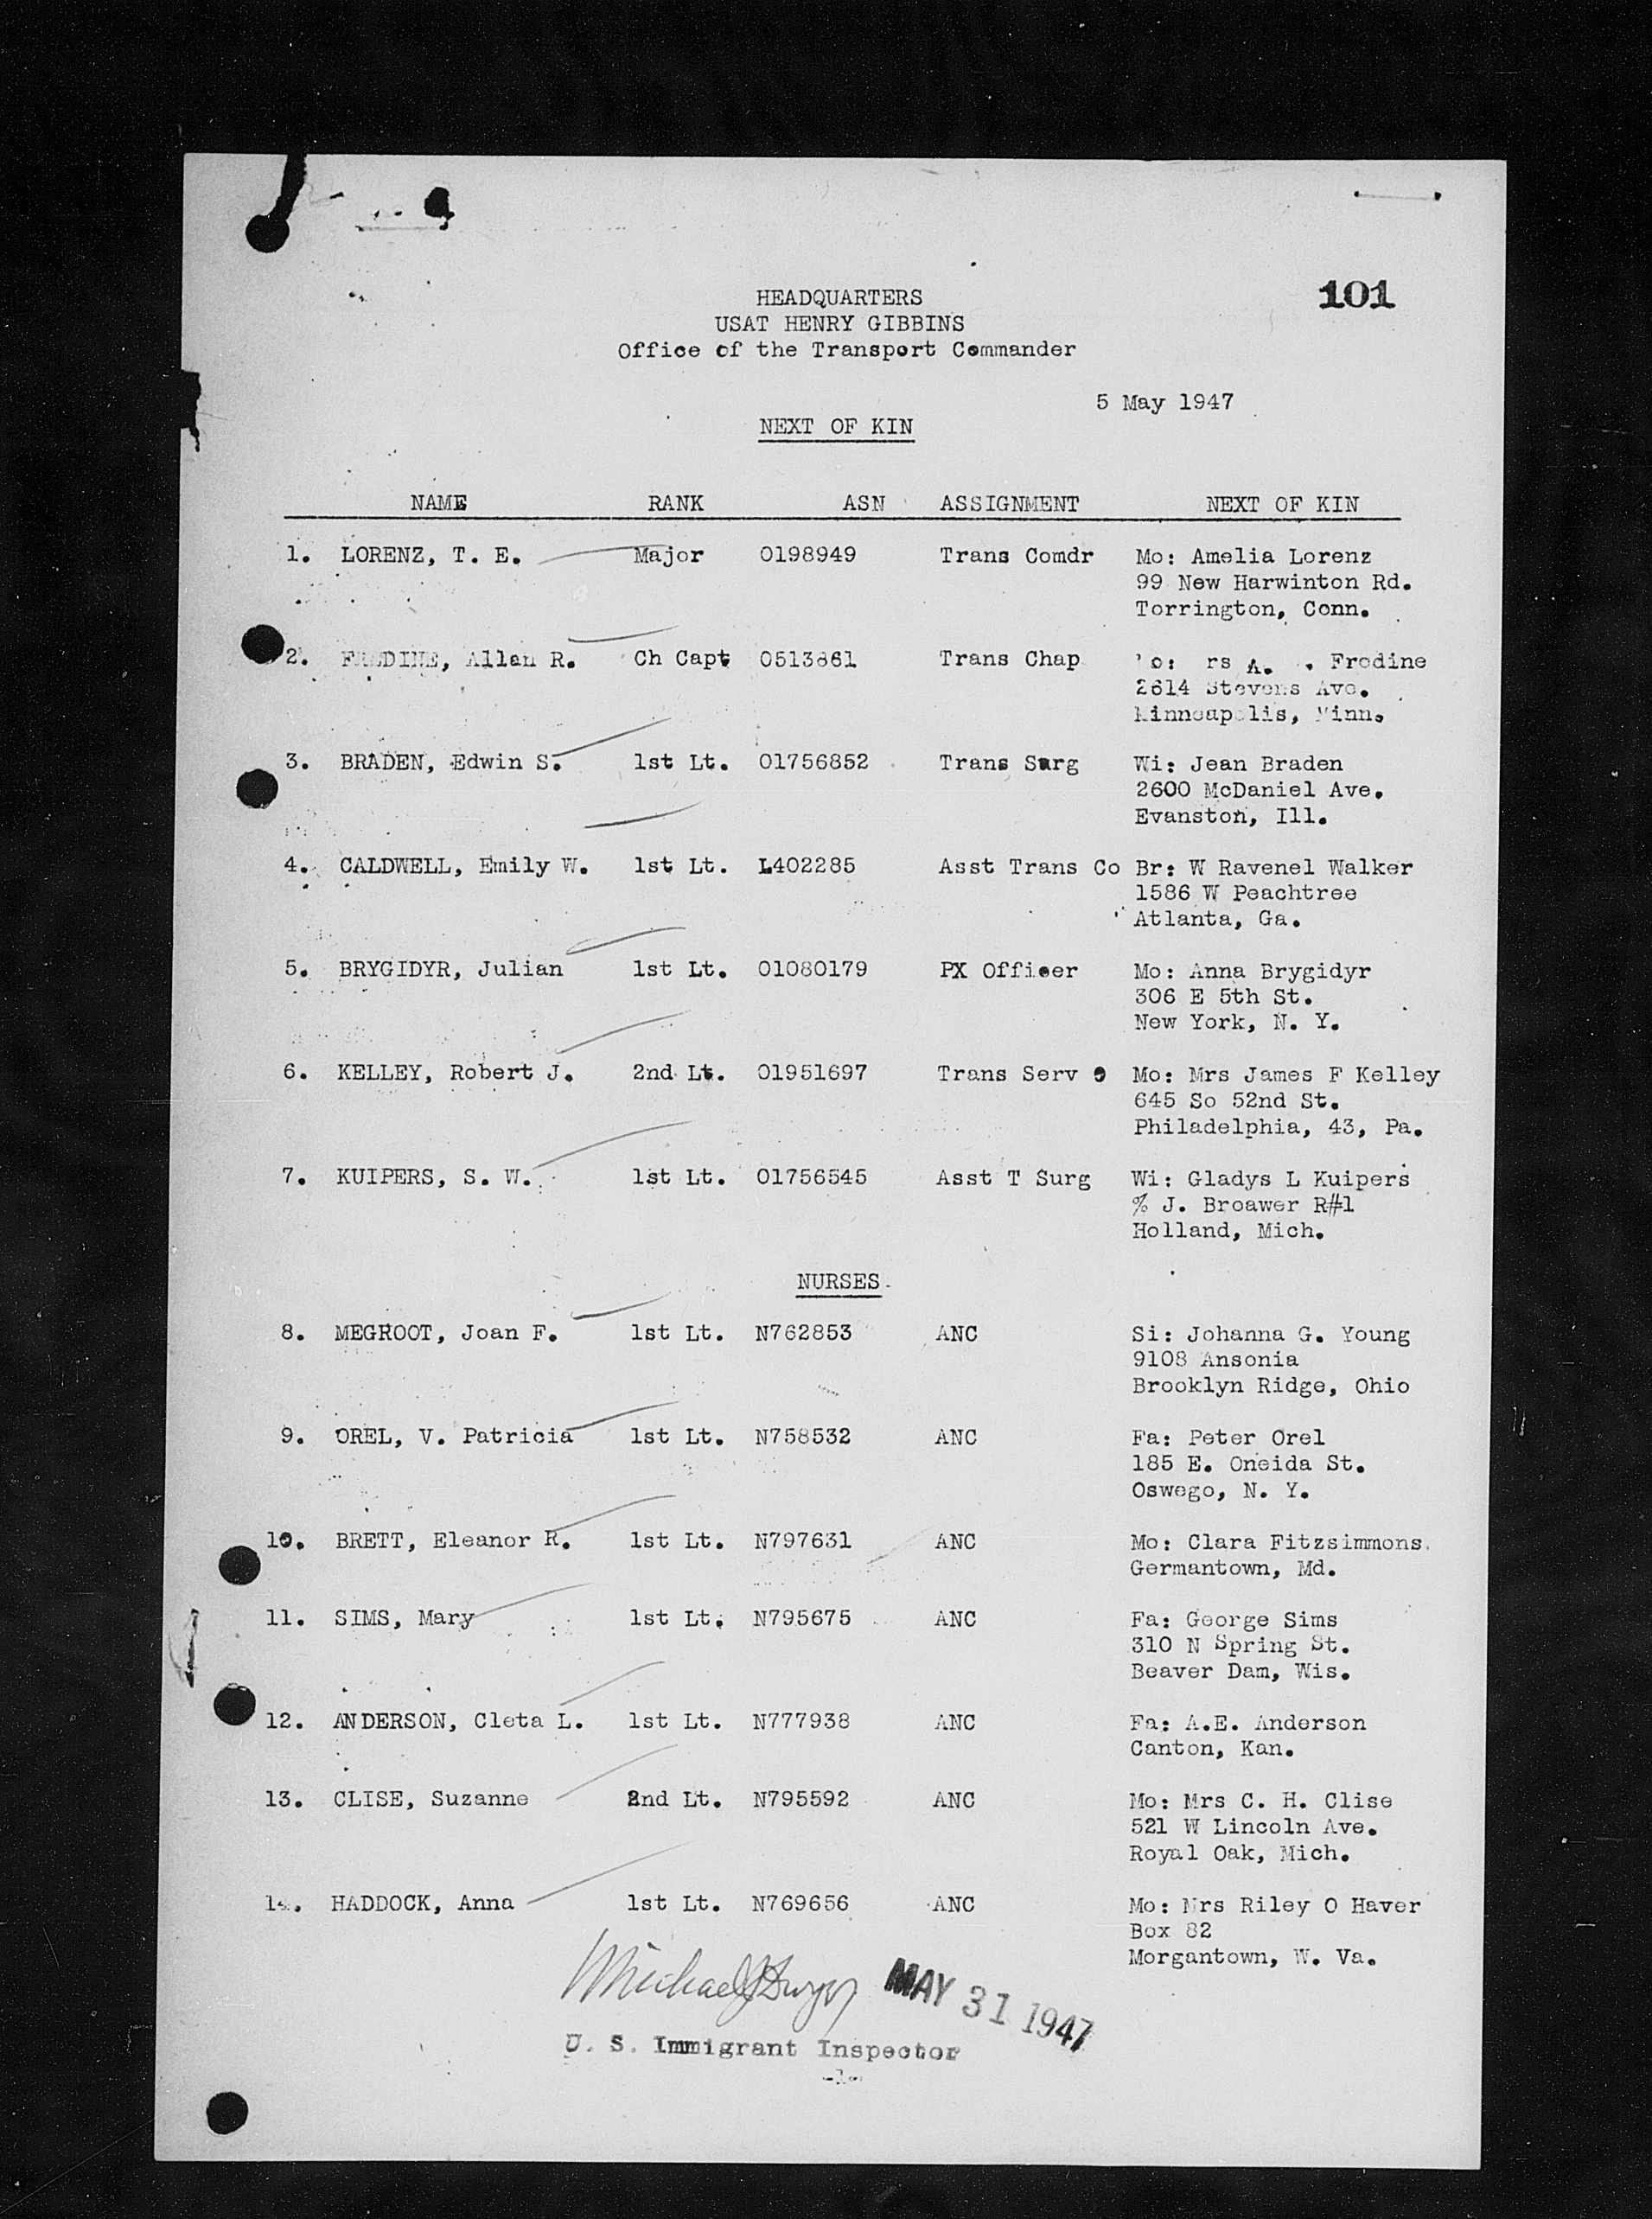 101
HEADQUARTERS
USAT HENRY GIBBINS
Office of the Transport Commander
5 May 1947
NEXT OF KIN
NAME RANK ASN ASSIGNMENT NEXT OF KIN
1. LORENZ, T. E. Major 0198949 Trans Comdr Mo: Amelia Lorenz
99 New Harwinton Rd.
Torrington, Conn.
2. Allan R. Ch Capt 0513861 Trans Chap A. Frodine
2614 Stevens Ave.
Minneapolis, Minn.
3. BRADEN, Edwin S. 1st Lt. 01756852 Trans Surg Wi: Jean Braden
2600 McDaniel Ave.
Evanston, Ill.
4. CALDWELL, Emily W. 1st Lt. L402285 Asst Trans Co Br: W Ravenel Walker
1586 W Peachtree
Atlanta, Ga.
5. BRYGIDYR, Julian 1st Lt. 01080179 PX Officer Mo: Anna Brygidyr
306 E 5th St.
New York, N. Y.
6. KELLEY, Robert J. 2nd Lt. 01951697 Trans Serv O Mo: Mrs James F Kelley
645 So 52nd St.
Philadelphia, 43, Pa.
7. KUIPERS, S. W. 1st Lt. 01756545 Asst T Surg Wi: Gladys L Kuipers
% J. Broawer R#1
Holland, Mich.
NURSES
8. MEGROOT, Joan F. 1st Lt. N762853 ANC Si: Johanna G. Young
9108 Ansonia
Brooklyn Ridge, Ohio
9. OREL, V. Patricia 1st Lt. N758532 ANC Fa: Peter Orel
185 E. Oneida St.
Oswego, N. Y.
10. BRETT, Eleanor R. 1st Lt. N797631 ANC Mo: Clara Fitzsimmons
Germantown, Md.
11. SIMS, Mary 1st Lt. N795675 ANC Fa: George Sims
310 N Spring St.
Beaver Dam, Wis.
12. ANDERSON, Cleta L. 1st Lt. N777938 ANC Fa: A.E. Anderson
Canton, Kan.
13. CLISE, Suzanne 2nd Lt. N795592 ANC Mo: Mrs C. H. Clise
521 W Lincoln Ave.
Royal Oak, Mich.
14. HADDOCK, Anna 1st Lt. N769656 ANC Mo: Mrs Riley O Haver
Box 82
Morgantown, W. Va.
Michael J Dwyer MAY 31 1947
U. S. Immigrant Inspector
-1-